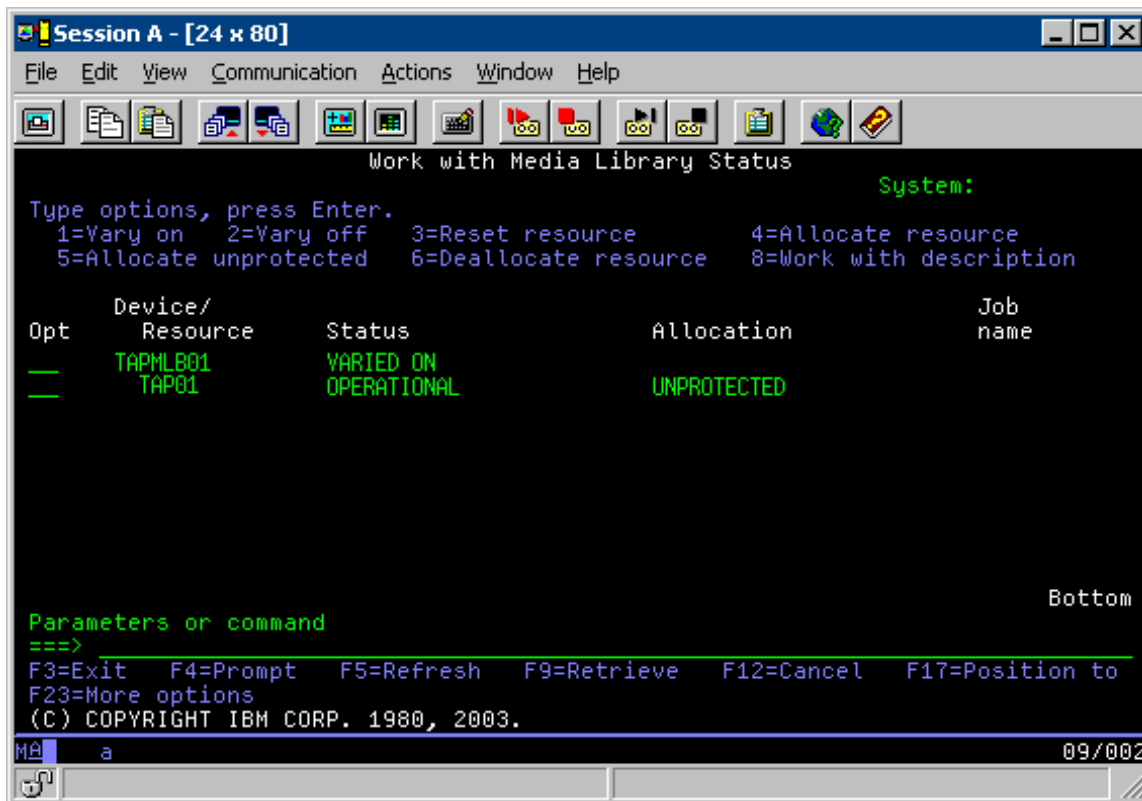 Session A - [24 x 80]
File Edit View Communication Actions Window Help
Work with Media Library Status
System:
Type options, press Enter.
1=Vary on 2=Vary off 3=Reset resource 4=Allocate resource
5=Allocate unprotected 6=Deallocate resource 8=Work with description
Device/ Job
Opt Resource Status Allocation name
TAPMLB01 VARIED ON
TAP01 OPERATIONAL UNPROTECTED
Bottom
Parameters or command
===>
F3=Exit F4=Prompt F5=Refresh F9=Retrieve F12=Cancel F17=Position to
F23=More options
(C) COPYRIGHT IBM CORP. 1980, 2003.
MA a 09/002